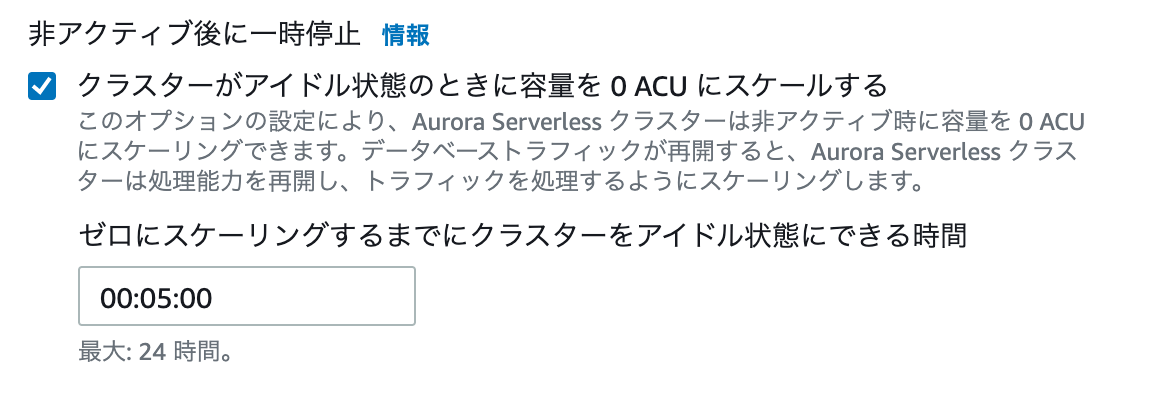 非アクティブ後に一時停止 情報
クラスターがアイドル状態のときに容量を 0 ACU にスケールする
このオプションの設定により、Aurora Serverless クラスターは非アクティブ時に容量を 0 ACU
にスケーリングできます。データベーストラフィックが再開すると、Aurora Serverless クラス
ターは処理能力を再開し、トラフィックを処理するようにスケーリングします。
ゼロにスケーリングするまでにクラスターをアイドル状態にできる時間
00:05:00
最大: 24 時間。